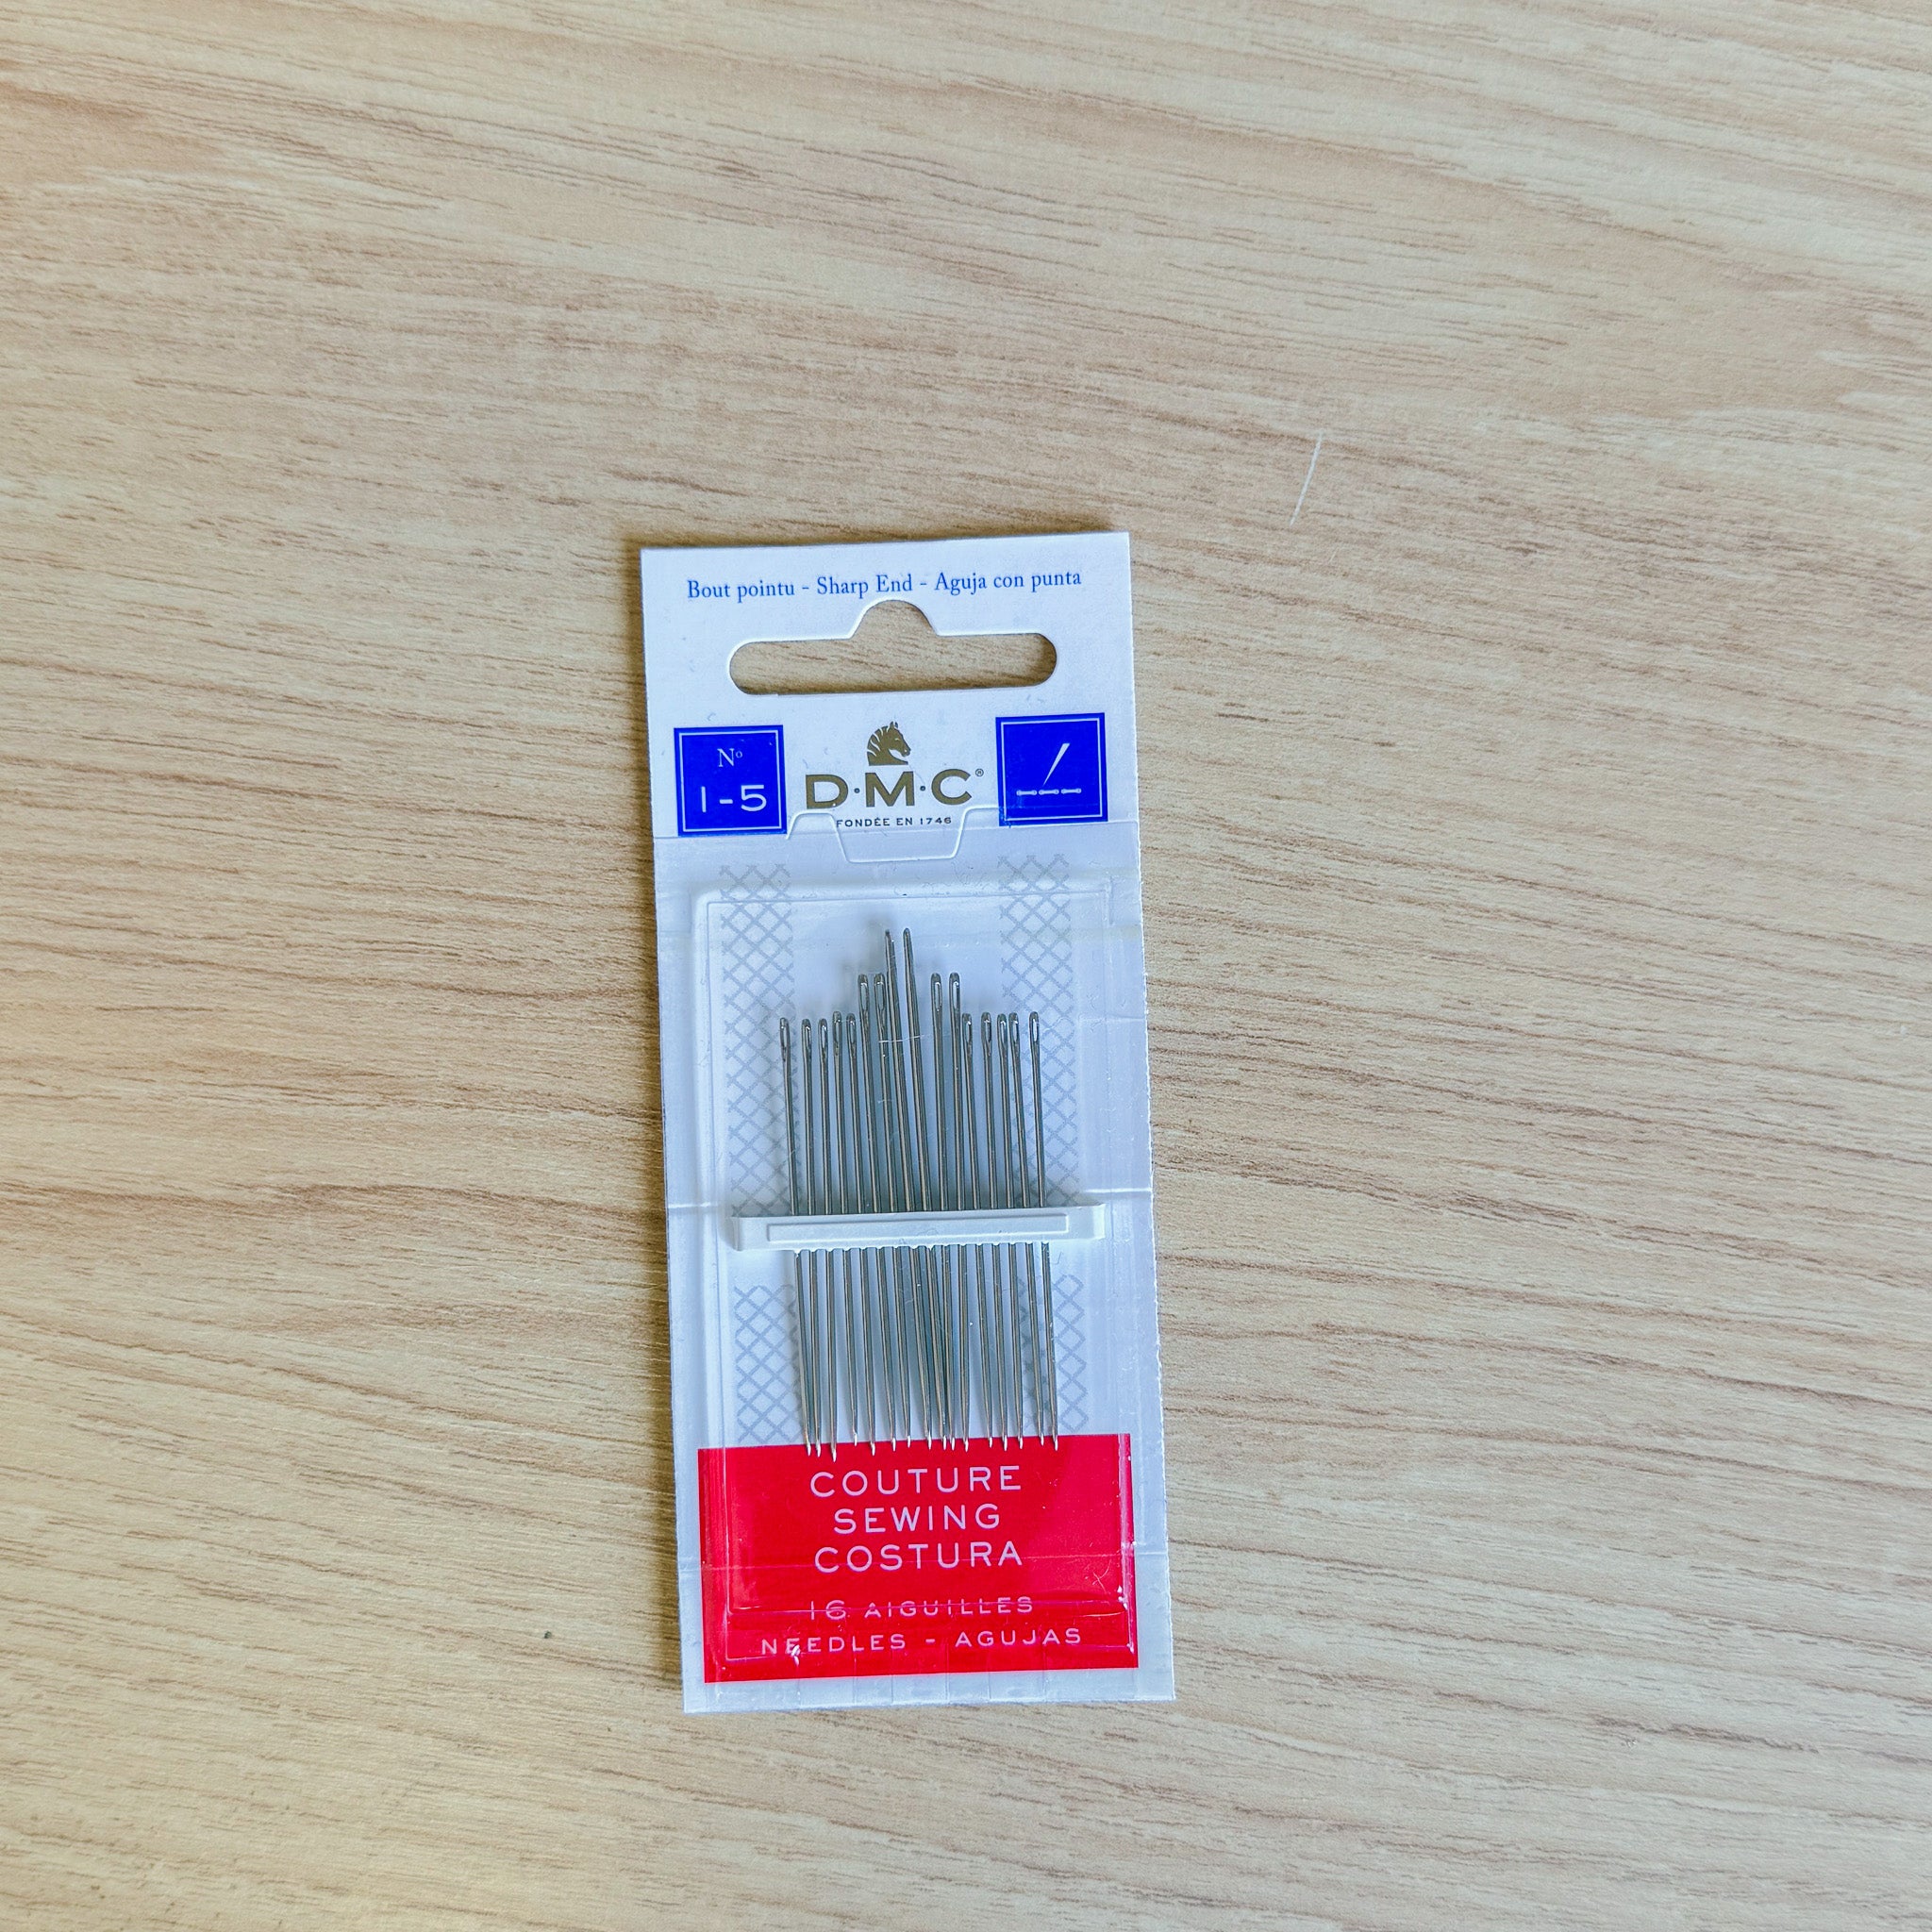 Bout pointu - Sharp End - Aguja con punta
Nº
1-5
D·M·C®
FONDÉE EN 1746
COUTURE
SEWING
COSTURA
16 AIGUILLES
NEEDLES - AGUJAS